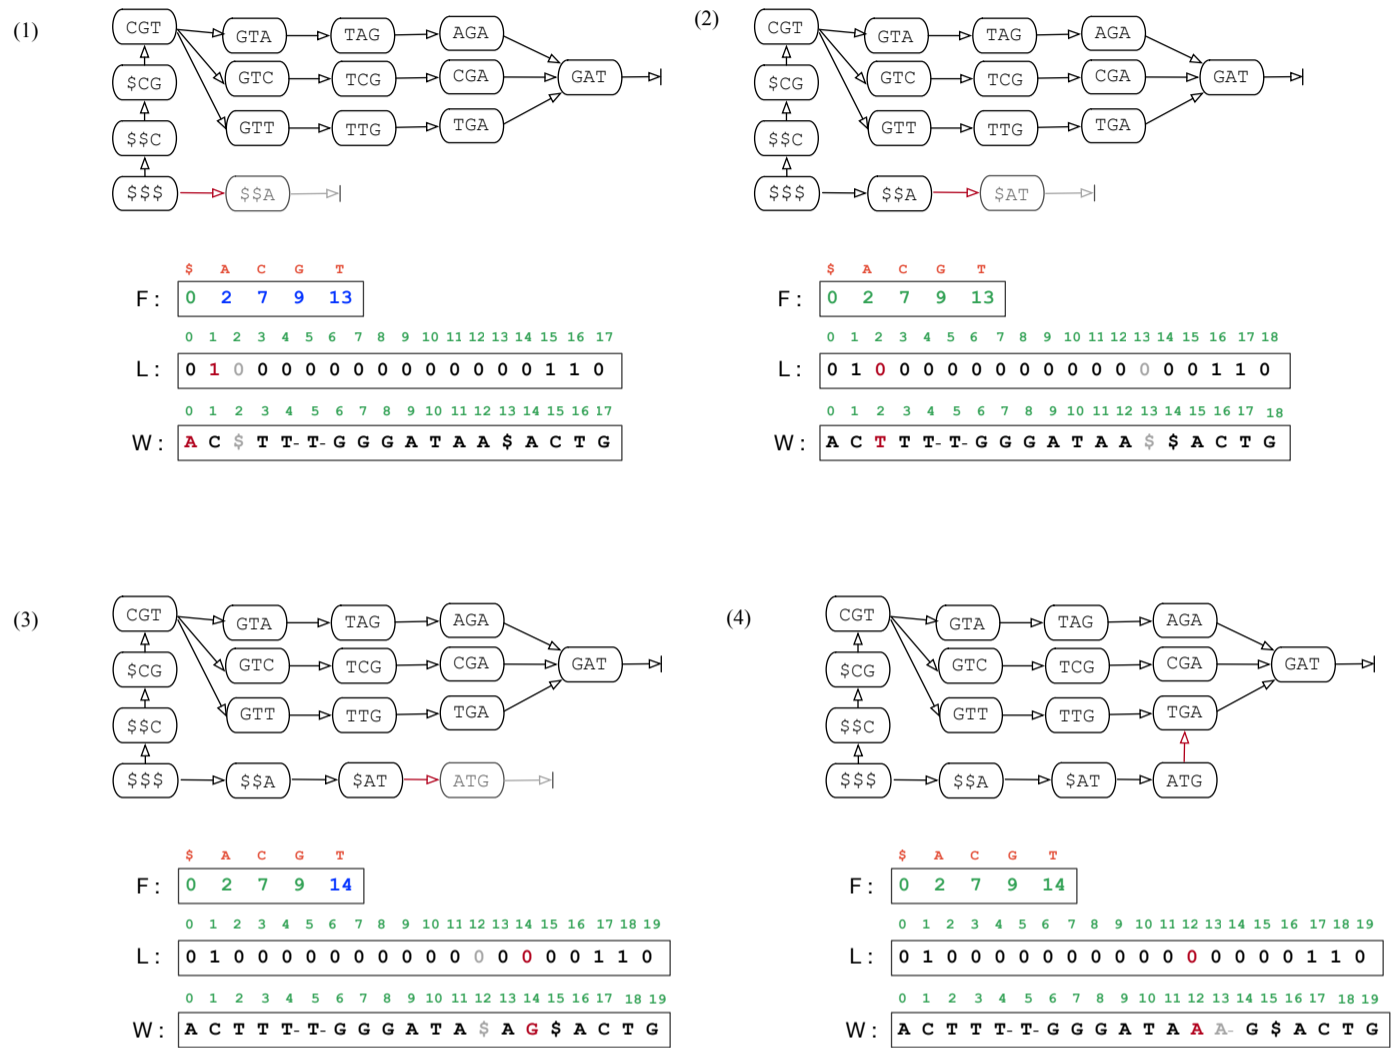 (1)
CGT GTA TAG AGA
$CG GTC TCG CGA GAT
$$C GTT TTG TGA
$$$ $$A
$ A C G T
F: 0 2 7 9 13
0 1 2 3 4 5 6 7 8 9 10 11 12 13 14 15 16 17
L: 0 1 0 0 0 0 0 0 0 0 0 0 0 0 0 1 1 0
0 1 2 3 4 5 6 7 8 9 10 11 12 13 14 15 16 17
W: A C $ T T- T- G G G A T A A $ A C T G
(2)
CGT GTA TAG AGA
$CG GTC TCG CGA GAT
$$C GTT TTG TGA
$$$ $$A $AT
$ A C G T
F: 0 2 7 9 13
0 1 2 3 4 5 6 7 8 9 10 11 12 13 14 15 16 17 18
L: 0 1 0 0 0 0 0 0 0 0 0 0 0 0 0 0 1 1 0
0 1 2 3 4 5 6 7 8 9 10 11 12 13 14 15 16 17 18
W: A C T T T- T- G G G A T A A $ $ A C T G
(3)
CGT GTA TAG AGA
$CG GTC TCG CGA GAT
$$C GTT TTG TGA
$$$ $$A $AT ATG
$ A C G T
F: 0 2 7 9 14
0 1 2 3 4 5 6 7 8 9 10 11 12 13 14 15 16 17 18 19
L: 0 1 0 0 0 0 0 0 0 0 0 0 0 0 0 0 0 1 1 0
0 1 2 3 4 5 6 7 8 9 10 11 12 13 14 15 16 17 18 19
W: A C T T T- T- G G G A T A $ A G $ A C T G
(4)
CGT GTA TAG AGA
$CG GTC TCG CGA GAT
$$C GTT TTG TGA
$$$ $$A $AT ATG
$ A C G T
F: 0 2 7 9 14
0 1 2 3 4 5 6 7 8 9 10 11 12 13 14 15 16 17 18 19
L: 0 1 0 0 0 0 0 0 0 0 0 0 0 0 0 0 0 1 1 0
0 1 2 3 4 5 6 7 8 9 10 11 12 13 14 15 16 17 18 19
W: A C T T T- T- G G G A T A A A- G $ A C T G